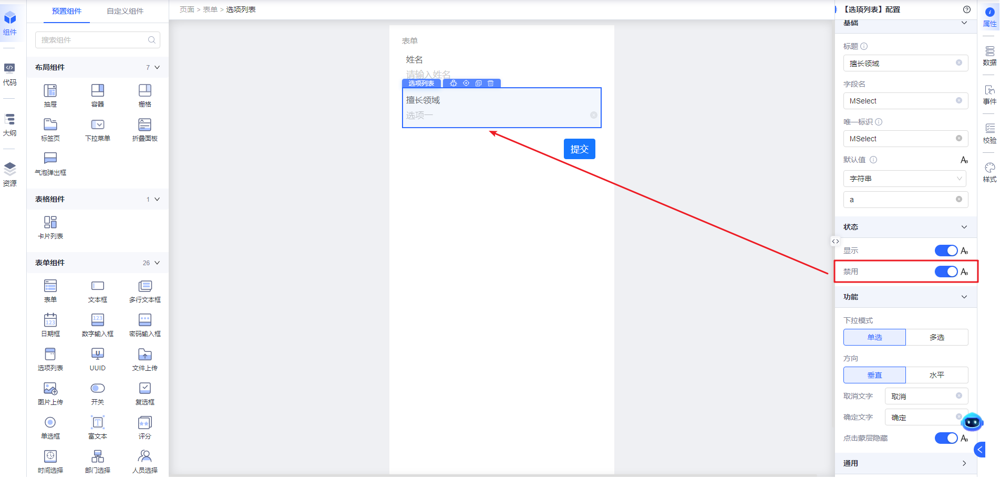 组件
代码
大纲
资源
预置组件
自定义组件
搜索组件
布局组件 7
抽屉 容器 栅格
标签页 下拉菜单 折叠面板
气泡弹出框
表格组件 1
卡片列表
表单组件 26
表单 文本框 多行文本框
日期框 数字输入框 密码输入框
选项列表 UUID 文件上传
图片上传 开关 复选框
单选框 富文本 评分
时间选择 部门选择 人员选择
页面 > 表单 > 选项列表
表单
姓名
请输入姓名
选项列表
擅长领域
选项一
提交
【选项列表】配置
基础
标题
擅长领域
字段名
MSelect
唯一标识
MSelect
默认值
字符串
a
状态
显示
禁用
功能
下拉模式
单选 多选
方向
垂直 水平
取消文字 取消
确定文字 确定
点击蒙层隐藏
通用
属性
数据
事件
校验
样式